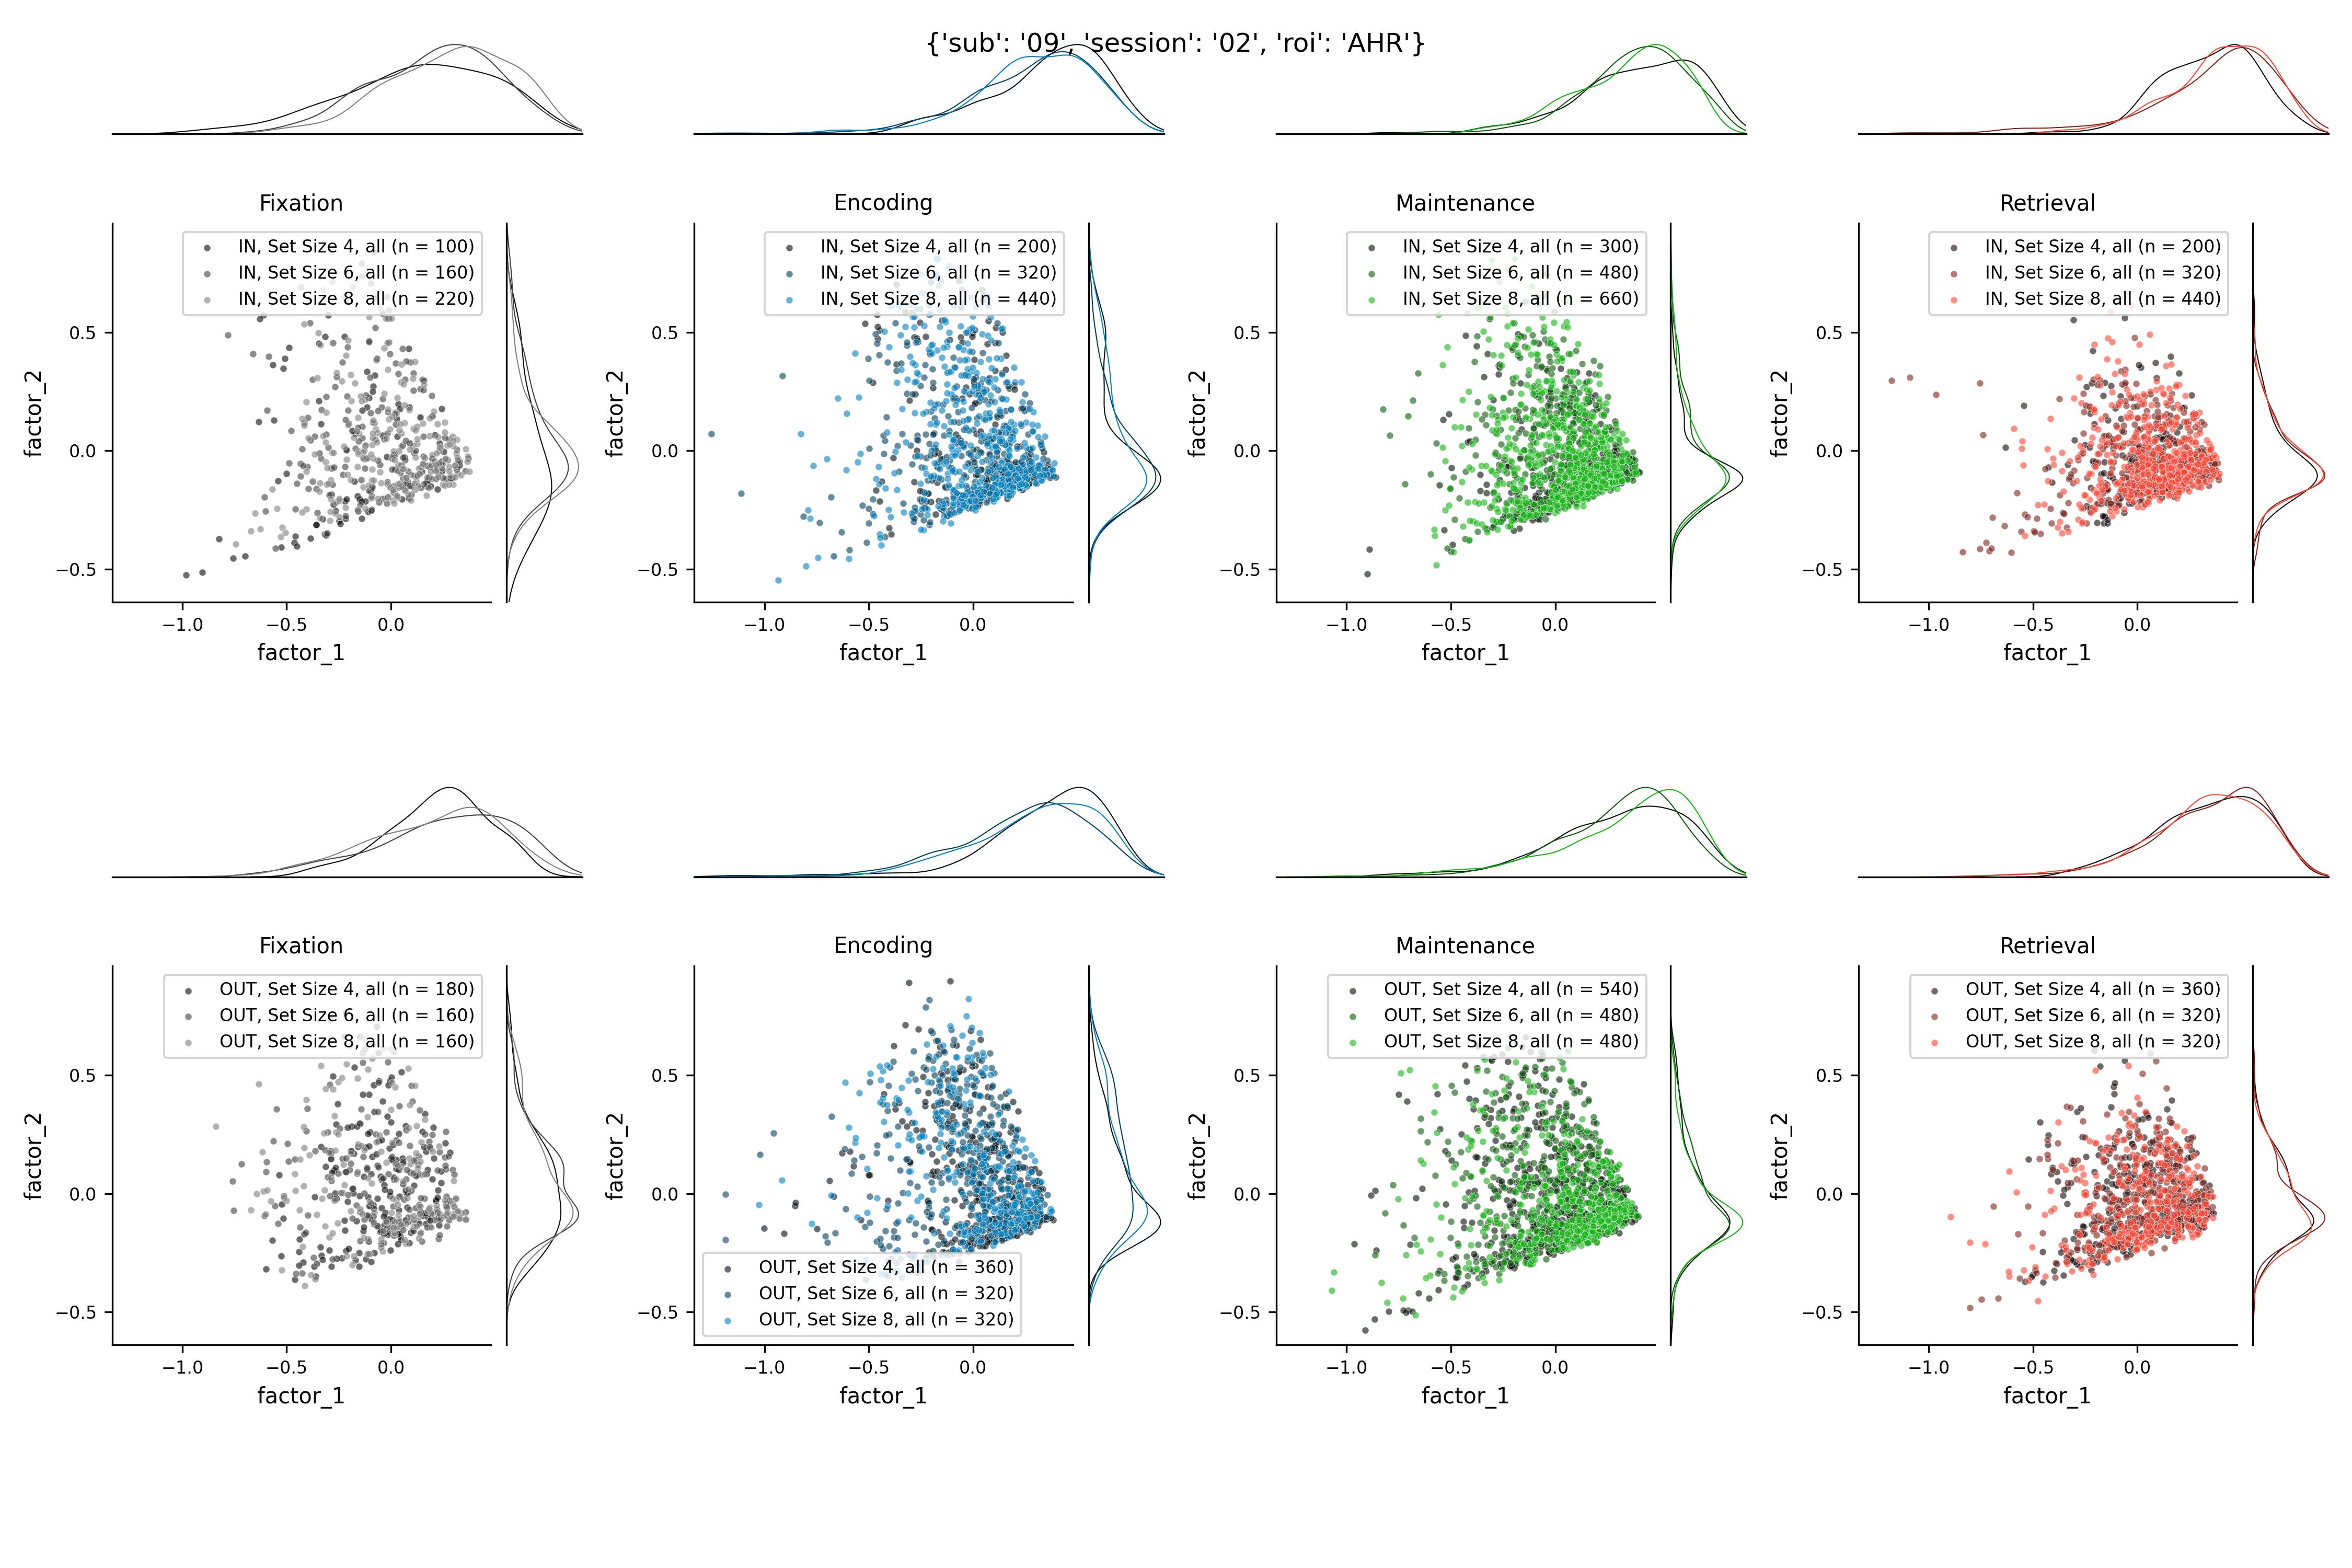 {'sub': '09', 'session': '02', 'roi': 'AHR'}
Fixation
IN, Set Size 4, all (n = 100)
IN, Set Size 6, all (n = 160)
IN, Set Size 8, all (n = 220)
factor_2
0.5
0.0
−0.5
−1.0 −0.5 0.0
factor_1
Encoding
IN, Set Size 4, all (n = 200)
IN, Set Size 6, all (n = 320)
IN, Set Size 8, all (n = 440)
factor_2
0.5
0.0
−0.5
−1.0 −0.5 0.0
factor_1
Maintenance
IN, Set Size 4, all (n = 300)
IN, Set Size 6, all (n = 480)
IN, Set Size 8, all (n = 660)
factor_2
0.5
0.0
−0.5
−1.0 −0.5 0.0
factor_1
Retrieval
IN, Set Size 4, all (n = 200)
IN, Set Size 6, all (n = 320)
IN, Set Size 8, all (n = 440)
factor_2
0.5
0.0
−0.5
−1.0 −0.5 0.0
factor_1
Fixation
OUT, Set Size 4, all (n = 180)
OUT, Set Size 6, all (n = 160)
OUT, Set Size 8, all (n = 160)
factor_2
0.5
0.0
−0.5
−1.0 −0.5 0.0
factor_1
Encoding
factor_2
0.5
0.0
−0.5
OUT, Set Size 4, all (n = 360)
OUT, Set Size 6, all (n = 320)
OUT, Set Size 8, all (n = 320)
−1.0 −0.5 0.0
factor_1
Maintenance
OUT, Set Size 4, all (n = 540)
OUT, Set Size 6, all (n = 480)
OUT, Set Size 8, all (n = 480)
factor_2
0.5
0.0
−0.5
−1.0 −0.5 0.0
factor_1
Retrieval
OUT, Set Size 4, all (n = 360)
OUT, Set Size 6, all (n = 320)
OUT, Set Size 8, all (n = 320)
factor_2
0.5
0.0
−0.5
−1.0 −0.5 0.0
factor_1